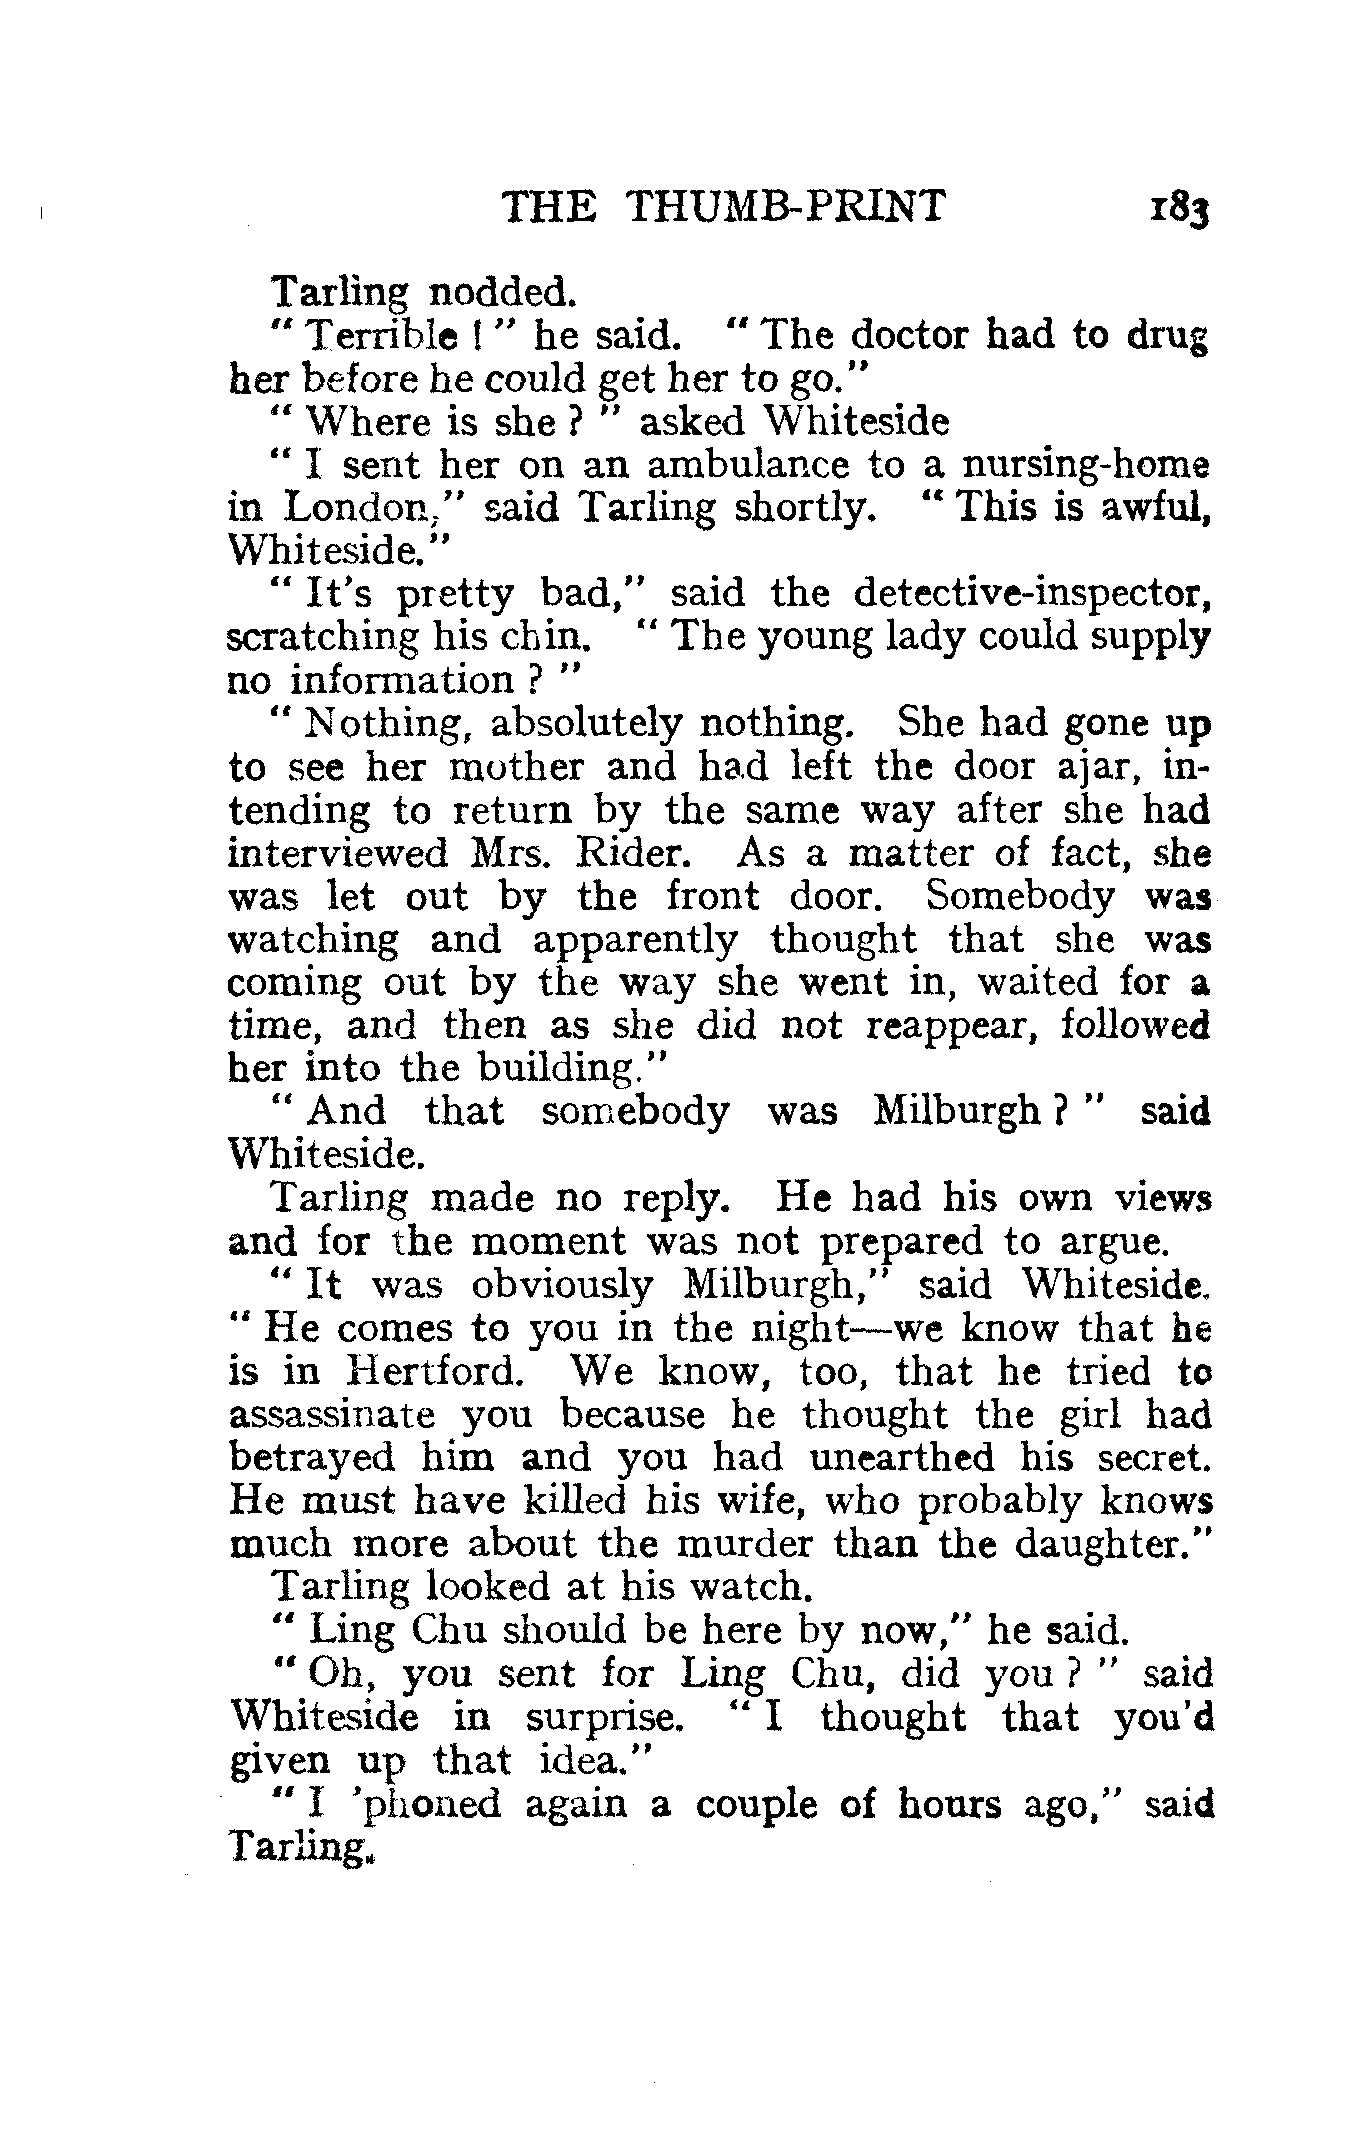 THE THUMB-PRINT 183
Tarling nodded.
" Terrible ! " he said. " The doctor had to drug
her before he could get her to go."
" Where is she ? " asked Whiteside
" I sent her on an ambulance to a nursing-home
in London," said Tarling shortly. " This is awful,
Whiteside."
" It's pretty bad," said the detective-inspector,
scratching his chin. " The young lady could supply
no information ? "
" Nothing, absolutely nothing. She had gone up
to see her mother and had left the door ajar, in-
tending to return by the same way after she had
interviewed Mrs. Rider. As a matter of fact, she
was let out by the front door. Somebody was
watching and apparently thought that she was
coming out by the way she went in, waited for a
time, and then as she did not reappear, followed
her into the building."
" And that somebody was Milburgh ? " said
Whiteside.
Tarling made no reply. He had his own views
and for the moment was not prepared to argue.
" It was obviously Milburgh," said Whiteside.
" He comes to you in the night—we know that he
is in Hertford. We know, too, that he tried to
assassinate you because he thought the girl had
betrayed him and you had unearthed his secret.
He must have killed his wife, who probably knows
much more about the murder than the daughter."
Tarling looked at his watch.
" Ling Chu should be here by now," he said.
" Oh, you sent for Ling Chu, did you ? " said
Whiteside in surprise. " I thought that you'd
given up that idea."
" I 'phoned again a couple of hours ago," said
Tarling.